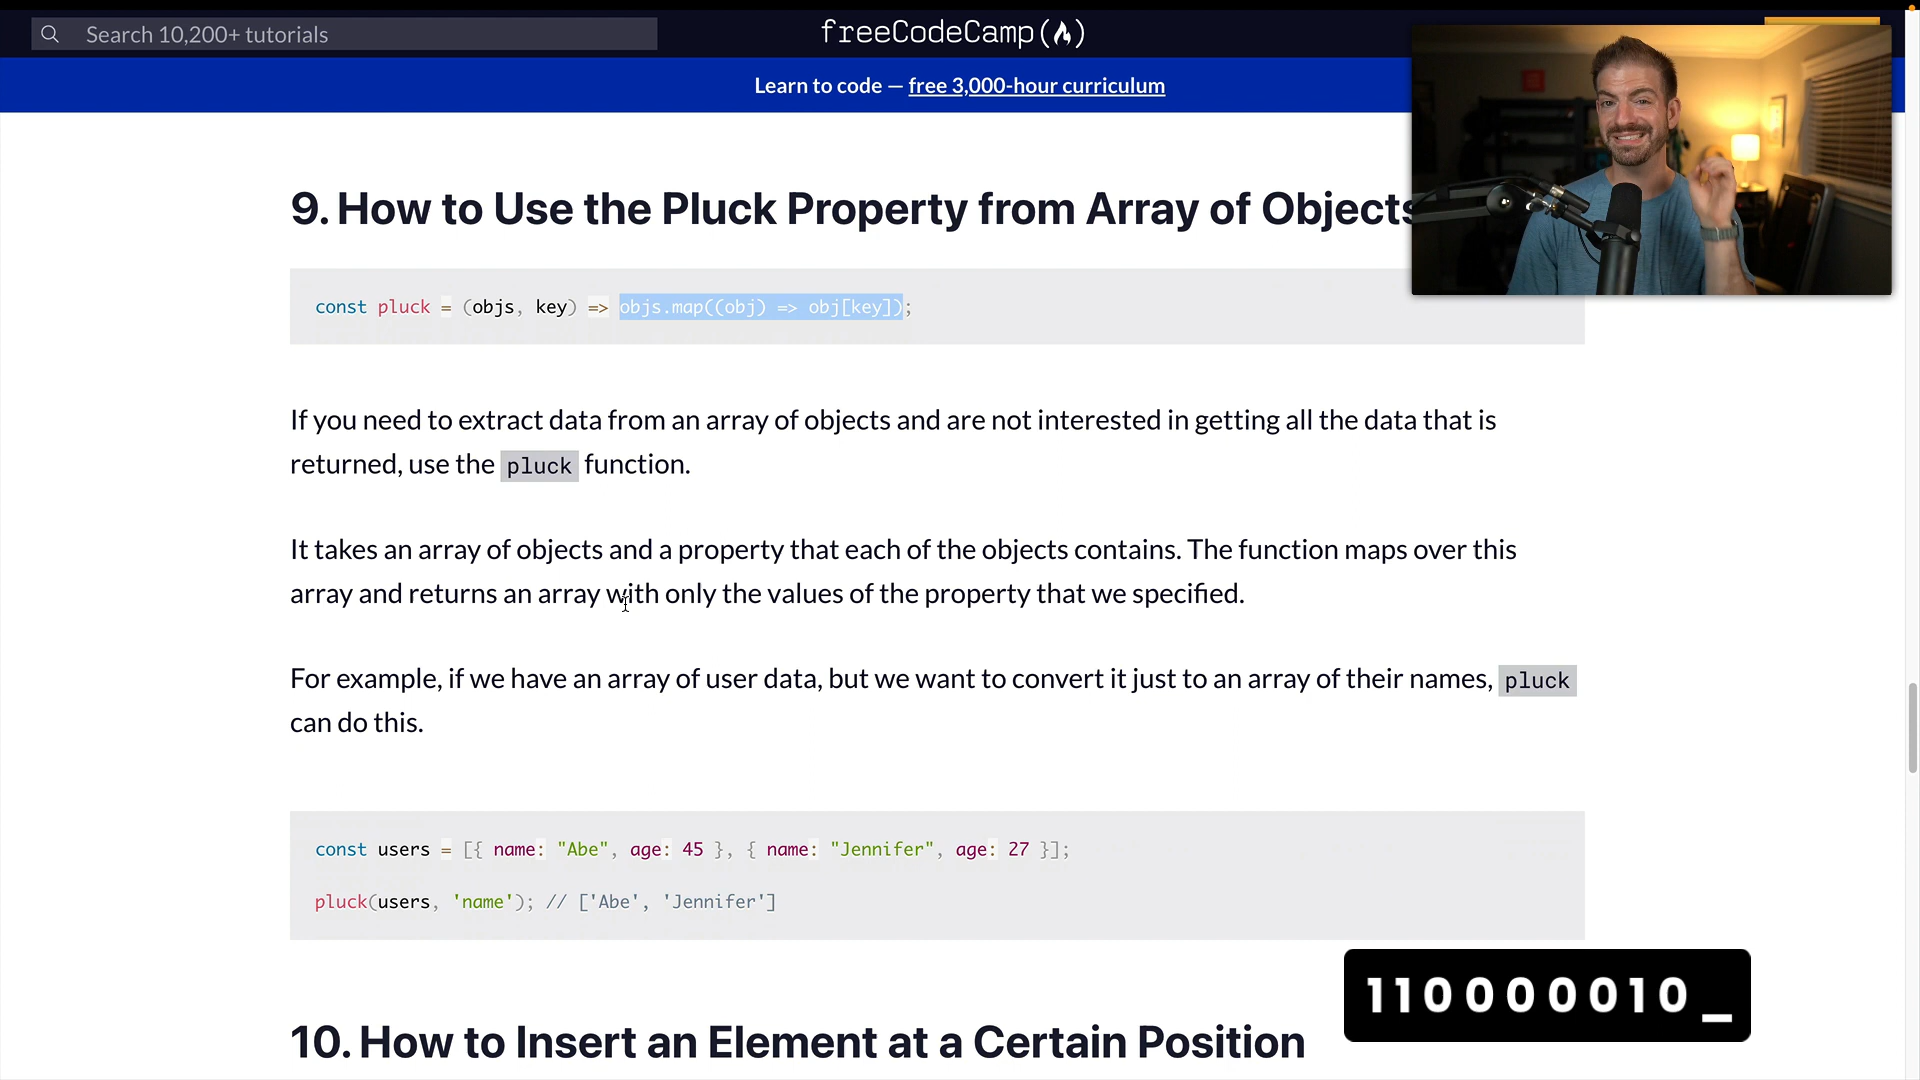 Search 10,200+ tutorials
freeCodeCamp
Learn to code — free 3,000-hour curriculum
9. How to Use the Pluck Property from Array of Objects
const pluck = (objs, key) => objs.map((obj) => obj[key]);
If you need to extract data from an array of objects and are not interested in getting all the data that is
returned, use the pluck function.
It takes an array of objects and a property that each of the objects contains. The function maps over this
array and returns an array with only the values of the property that we specified.
For example, if we have an array of user data, but we want to convert it just to an array of their names, pluck
can do this.
const users = [{ name: "Abe", age: 45 }, { name: "Jennifer", age: 27 }];
pluck(users, 'name'); // ['Abe', 'Jennifer']
110000010_
10. How to Insert an Element at a Certain Position